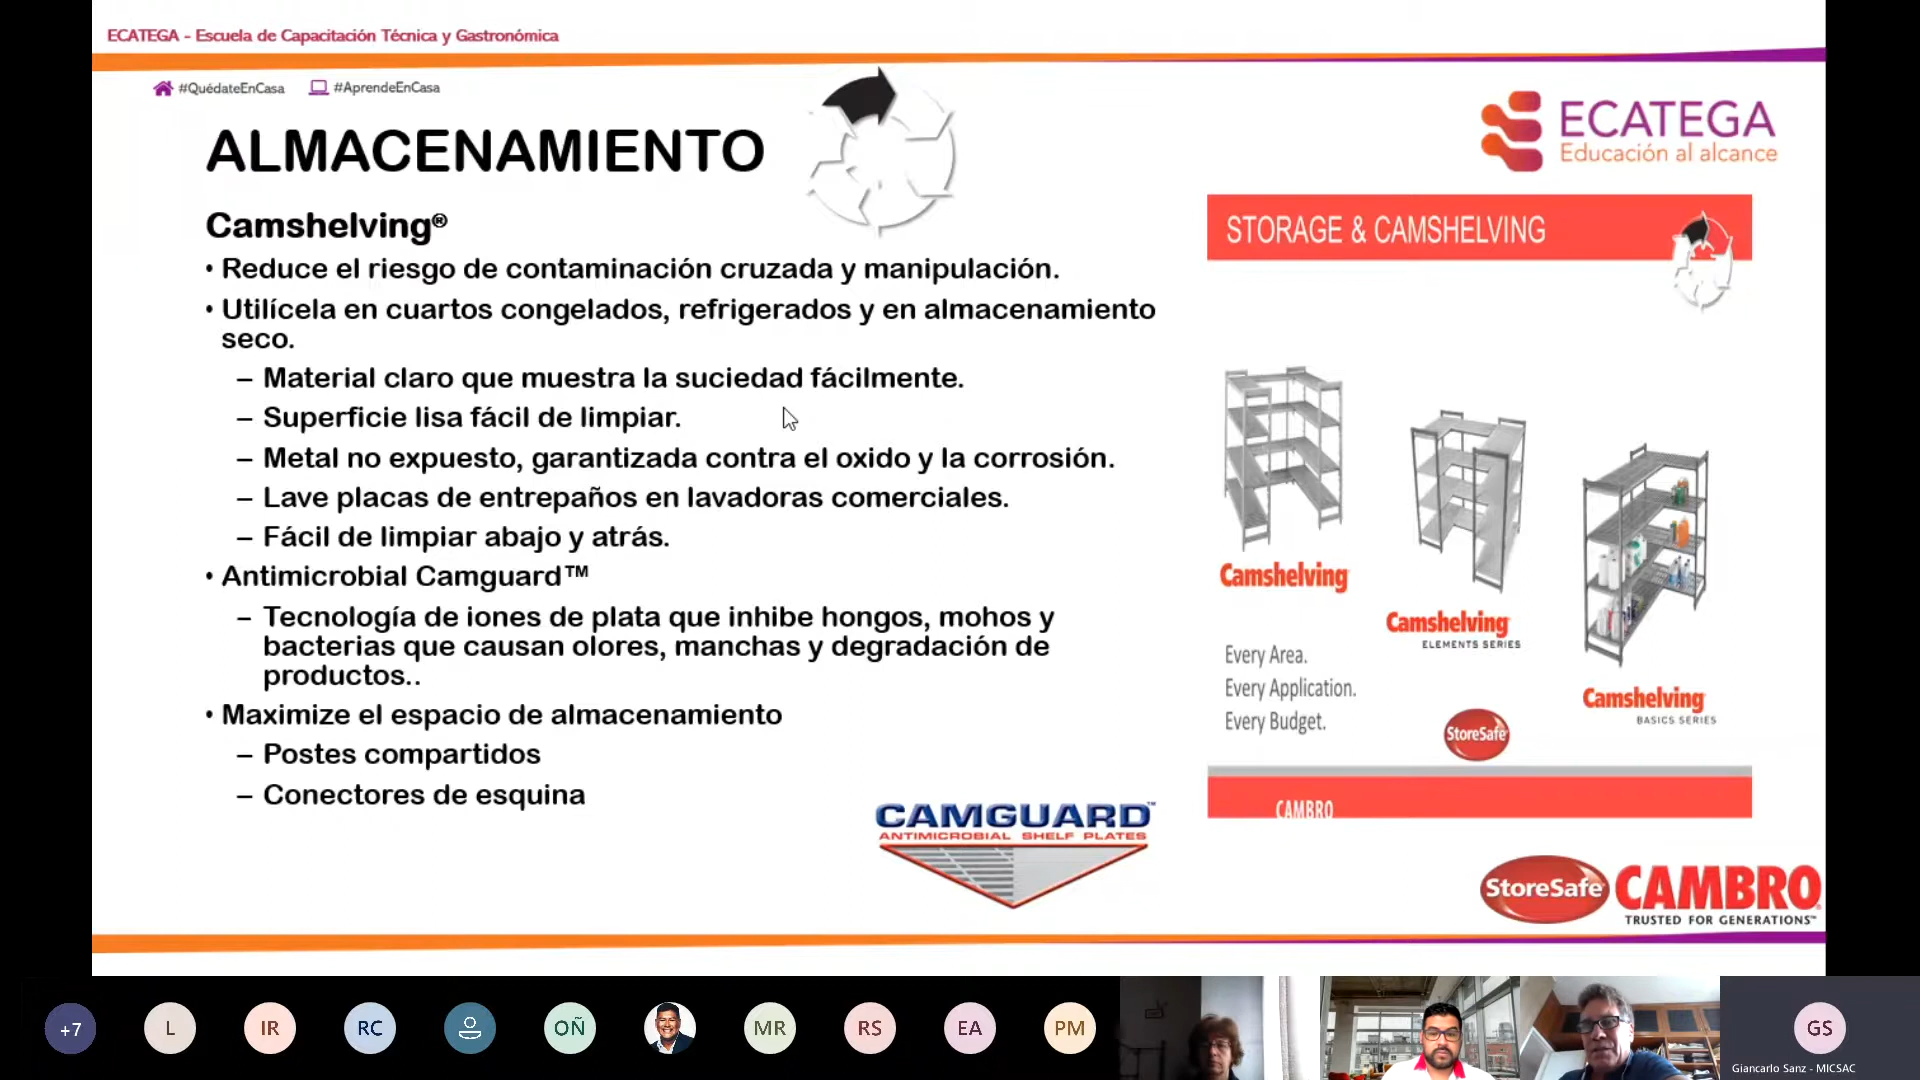 ECATEGA - Escuela de Capacitación Técnica y Gastronómica
#QuédateEnCasa #AprendeEnCasa
ALMACENAMIENTO
ECATEGA
Educación al alcance
Camshelving®
• Reduce el riesgo de contaminación cruzada y manipulación.
• Utilícela en cuartos congelados, refrigerados y en almacenamiento
seco.
– Material claro que muestra la suciedad fácilmente.
– Superficie lisa fácil de limpiar.
– Metal no expuesto, garantizada contra el oxido y la corrosión.
– Lave placas de entrepaños en lavadoras comerciales.
– Fácil de limpiar abajo y atrás.
• Antimicrobial Camguard™
– Tecnología de iones de plata que inhibe hongos, mohos y
bacterias que causan olores, manchas y degradación de
productos..
• Maximize el espacio de almacenamiento
– Postes compartidos
– Conectores de esquina
CAMGUARD™
ANTIMICROBIAL SHELF PLATES
STORAGE & CAMSHELVING
Camshelving
Camshelving
ELEMENTS SERIES
Camshelving
BASICS SERIES
Every Area.
Every Application.
Every Budget.
StoreSafe
CAMBRO
StoreSafe CAMBRO
TRUSTED FOR GENERATIONS™
+7 L IR RC OÑ MR RS EA PM GS
Giancarlo Sanz - MICSAC